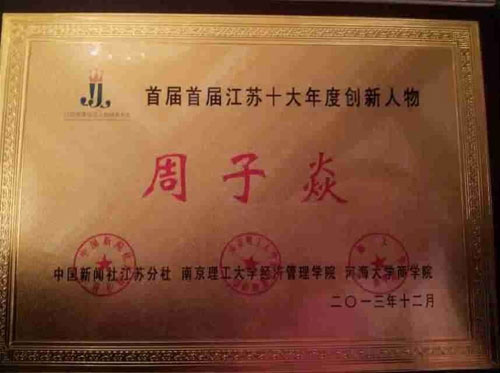 首届首届江苏十大年度创新人物
周子焱
中国新闻社江苏分社 南京理工大学经济管理学院 河海大学商学院
二〇一三年十二月